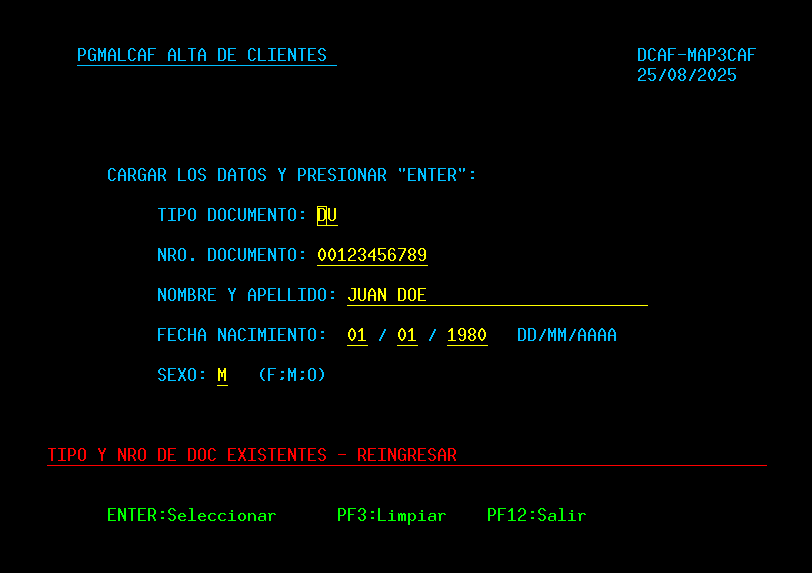 PGMALCAF ALTA DE CLIENTES DCAF-MAP3CAF
25/08/2025
CARGAR LOS DATOS Y PRESIONAR "ENTER":
TIPO DOCUMENTO: DU
NRO. DOCUMENTO: 00123456789
NOMBRE Y APELLIDO: JUAN DOE
FECHA NACIMIENTO: 01 / 01 / 1980 DD/MM/AAAA
SEXO: M (F;M;O)
TIPO Y NRO DE DOC EXISTENTES - REINGRESAR
ENTER:Seleccionar PF3:Limpiar PF12:Salir